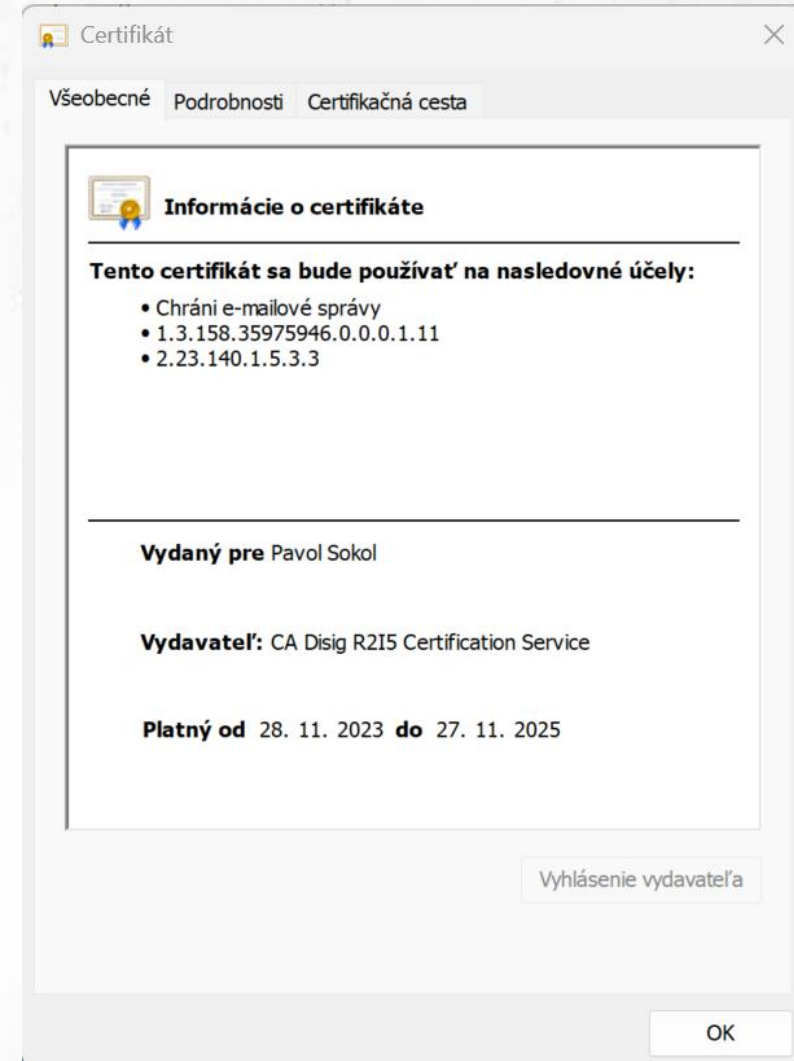 Certifikát
Všeobecné Podrobnosti Certifikačná cesta
Informácie o certifikáte
Tento certifikát sa bude používať na nasledovné účely:
• Chráni e-mailové správy
• 1.3.158.35975946.0.0.0.1.11
• 2.23.140.1.5.3.3
Vydaný pre Pavol Sokol
Vydavateľ: CA Disig R2I5 Certification Service
Platný od 28. 11. 2023 do 27. 11. 2025
Vyhlásenie vydavateľa
OK